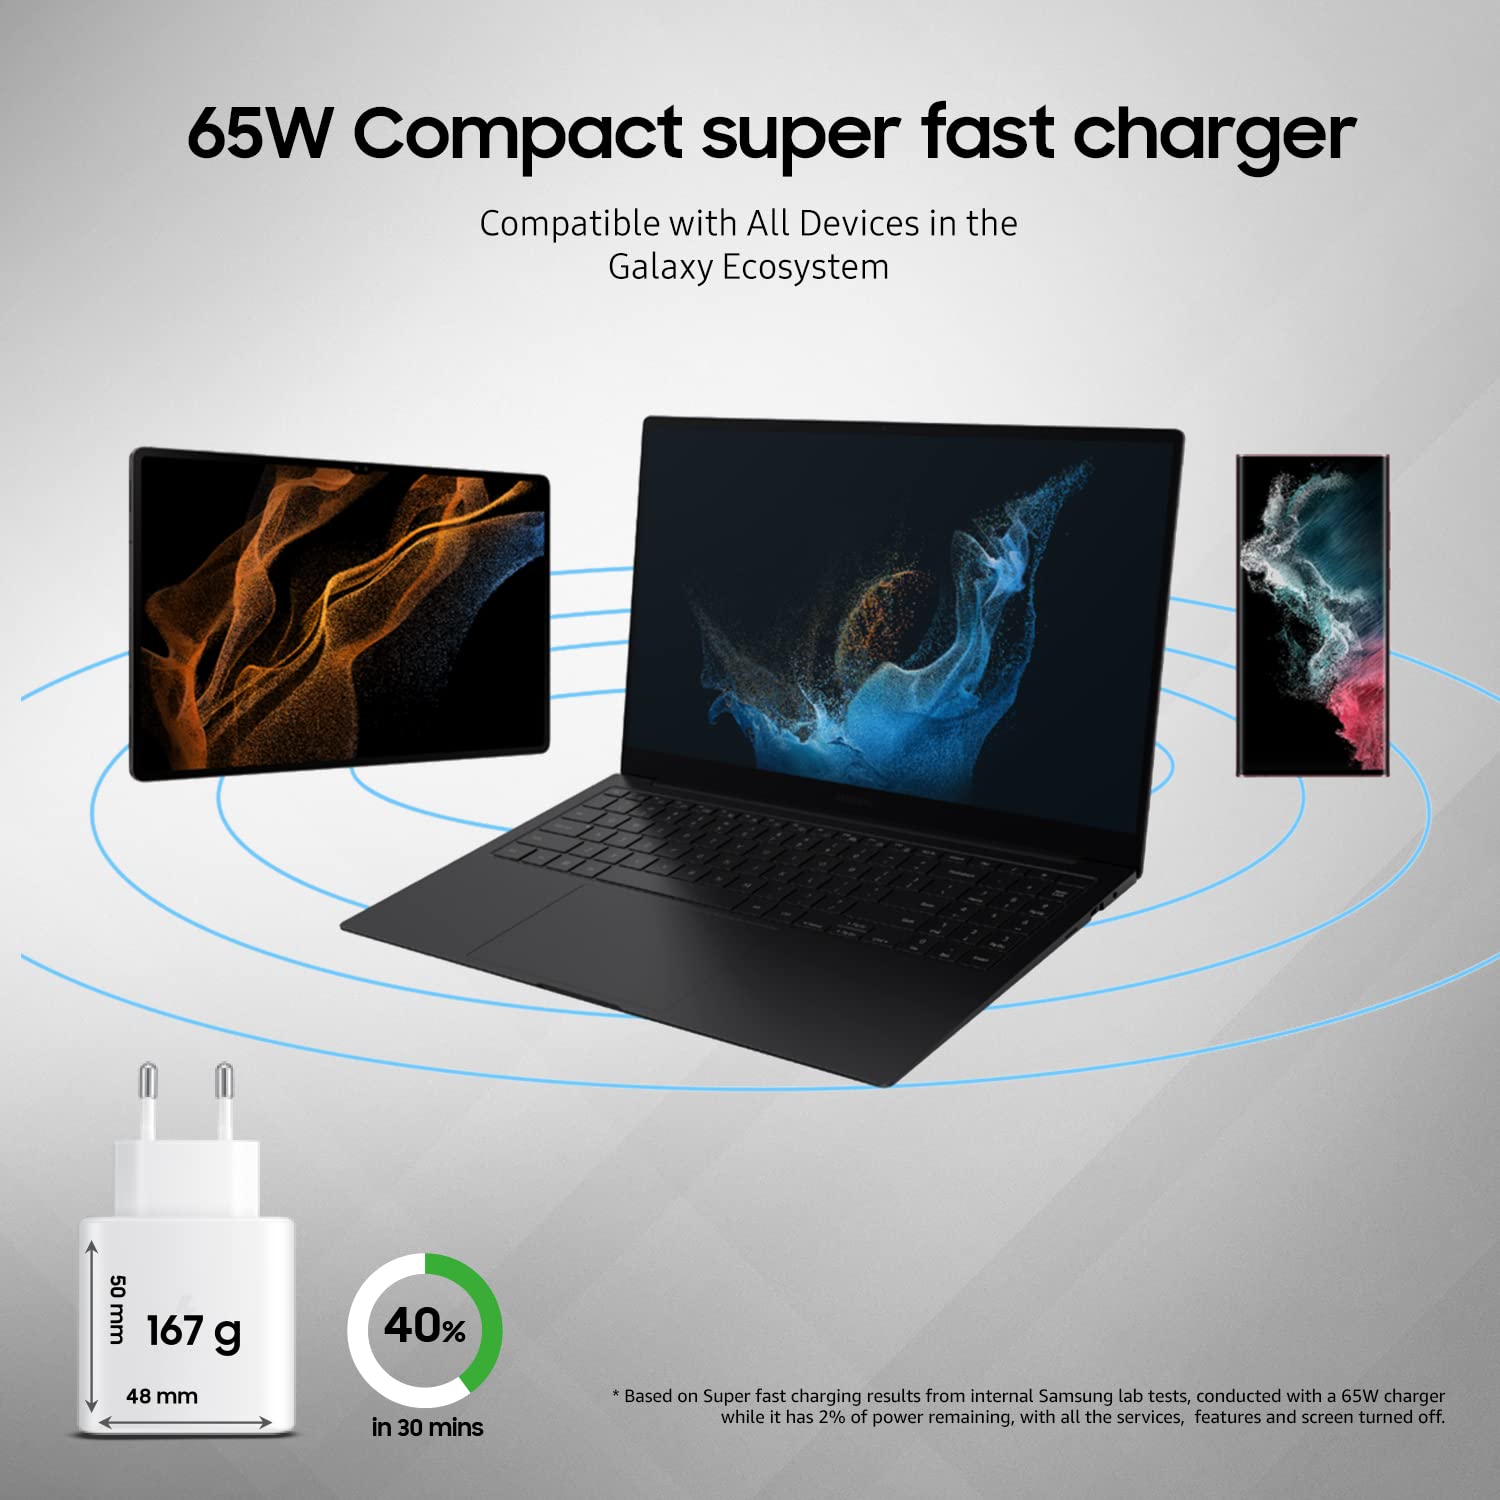 65W Compact super fast charger
Compatible with All Devices in the
Galaxy Ecosystem
50 mm
167 g
48 mm
40%
in 30 mins
* Based on Super fast charging results from internal Samsung lab tests, conducted with a 65W charger
while it has 2% of power remaining, with all the services, features and screen turned off.